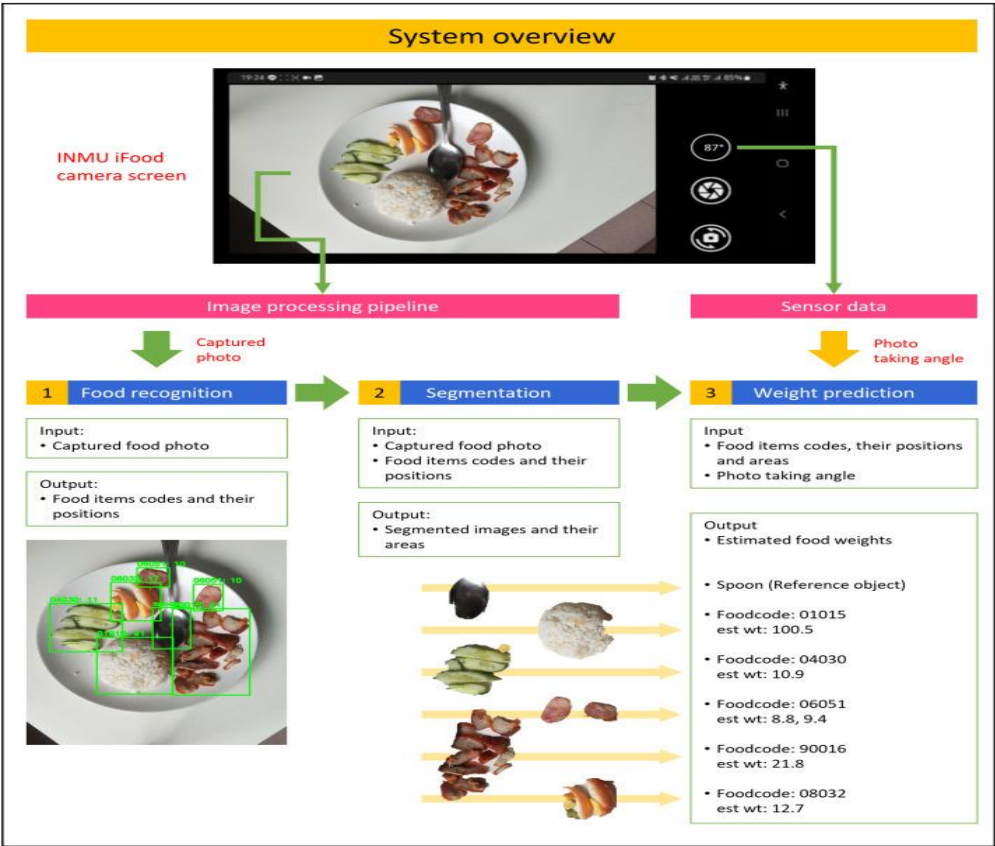 System overview
19:24
85%
INMU iFood
camera screen
87°
Image processing pipeline
Sensor data
Captured
photo
Photo
taking angle
1 Food recognition
2 Segmentation
3 Weight prediction
Input:
• Captured food photo
Output:
• Food items codes and their
positions
Input:
• Captured food photo
• Food items codes and their
positions
Output:
• Segmented images and their
areas
Input
• Food items codes, their positions
and areas
• Photo taking angle
Output
• Estimated food weights
• Spoon (Reference object)
• Foodcode: 01015
est wt: 100.5
• Foodcode: 04030
est wt: 10.9
• Foodcode: 06051
est wt: 8.8, 9.4
• Foodcode: 90016
est wt: 21.8
• Foodcode: 08032
est wt: 12.7
04030: 11